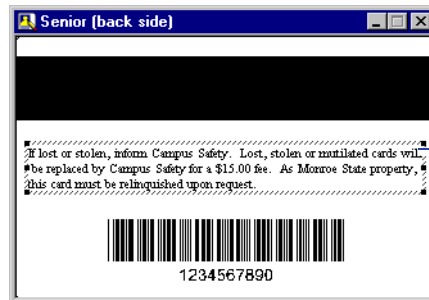 Senior (back side)
If lost or stolen, inform Campus Safety.  Lost, stolen or mutilated cards will
be replaced by Campus Safety for a $15.00 fee.  As Monroe State property,
this card must be relinquished upon request.
1234567890